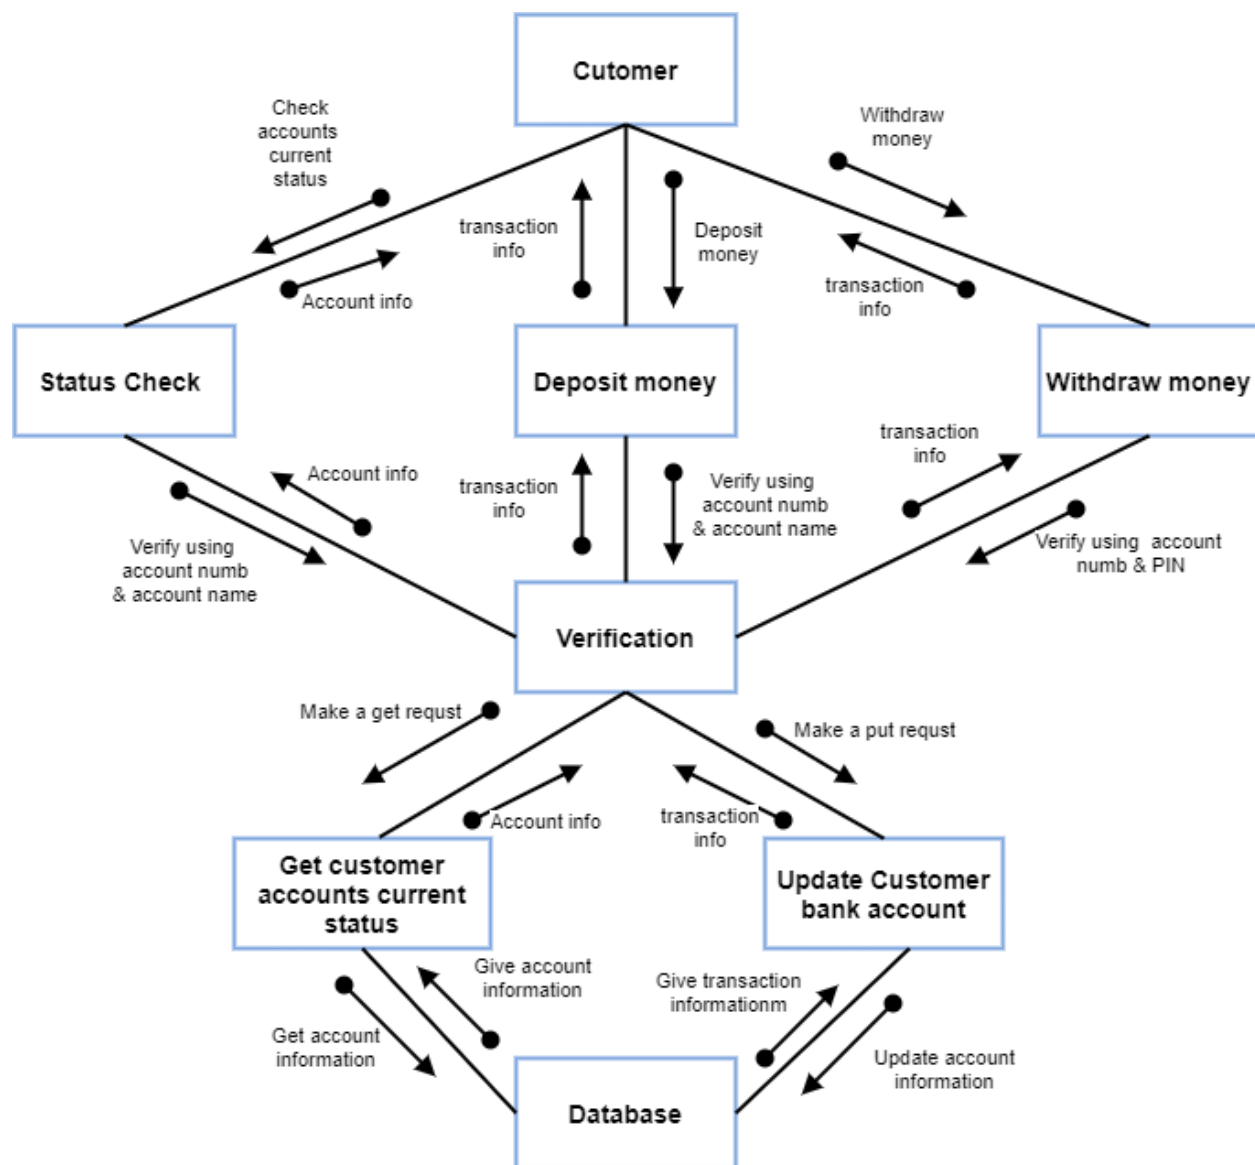 Cutomer
Check
accounts
current
status
Withdraw
money
transaction
info
Deposit
money
transaction
info
Account info
Status Check
Deposit money
Withdraw money
transaction
info
Account info
transaction
info
Verify using
account numb
& account name
Verify using
account numb
& account name
Verify using  account
numb & PIN
Verification
Make a get requst
Make a put requst
Account info
transaction
info
Get customer
accounts current
status
Update Customer
bank account
Give account
information
Give transaction
informationm
Get account
information
Update account
information
Database